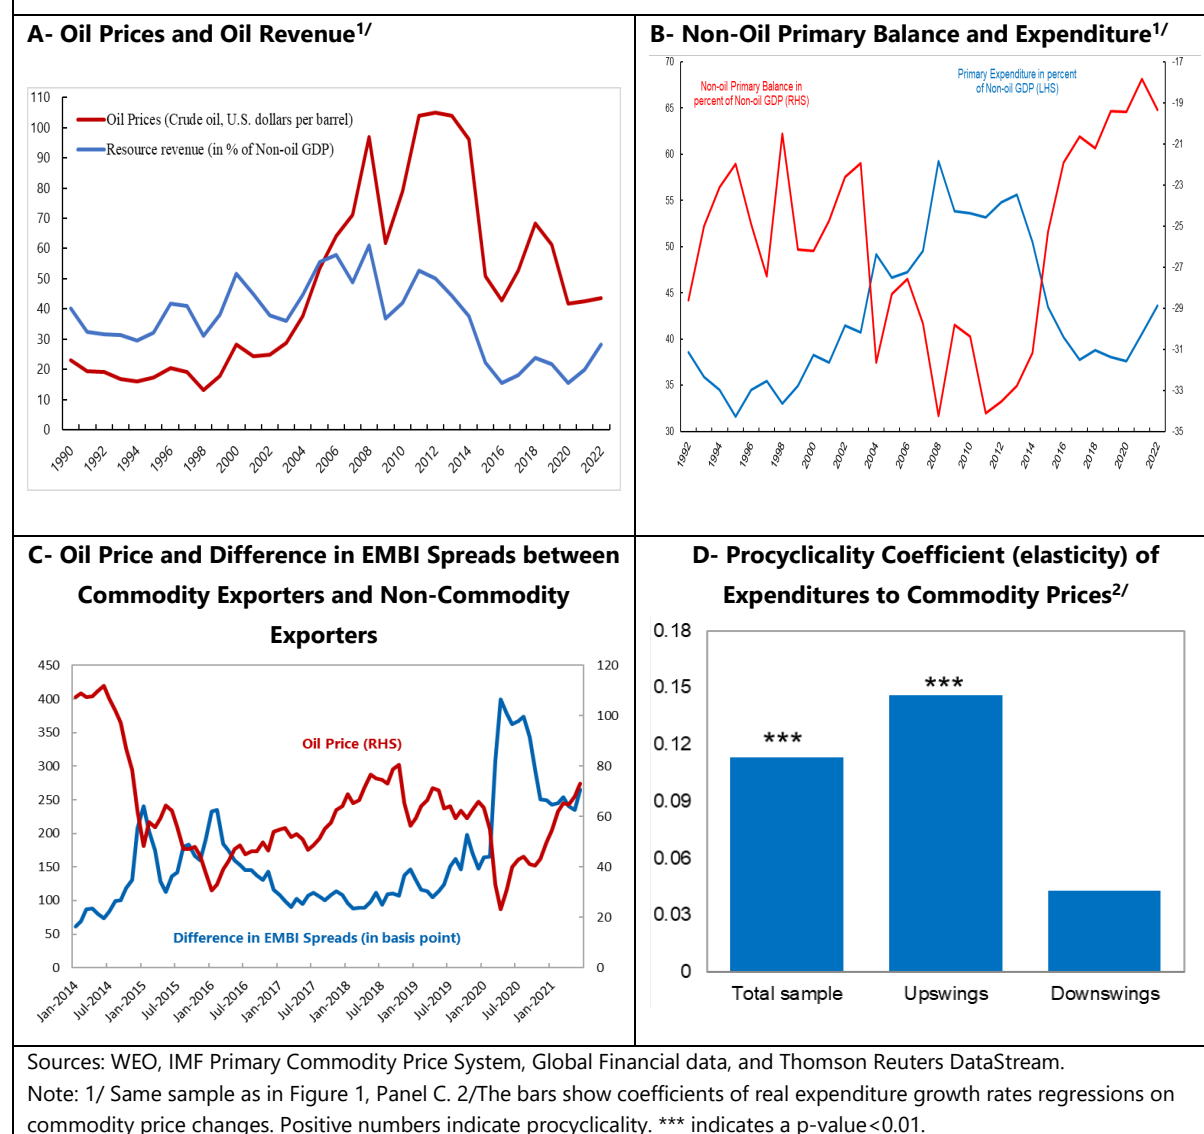 A- Oil Prices and Oil Revenue1/
110
100
90
80
70
60
50
40
30
20
10
0
Oil Prices (Crude oil, U.S. dollars per barrel)
Resource revenue (in % of Non-oil GDP)
1990 1992 1994 1996 1998 2000 2002 2004 2006 2008 2010 2012 2014 2016 2018 2020 2022
B- Non-Oil Primary Balance and Expenditure1/
70
65
60
55
50
45
40
35
30
Non-oil Primary Balance in
percent of Non-oil GDP (RHS)
Primary Expenditure in percent
of Non-oil GDP (LHS)
-17
-19
-21
-23
-25
-27
-29
-31
-33
-35
1992 1994 1996 1998 2000 2002 2004 2006 2008 2010 2012 2014 2016 2018 2020 2022
C- Oil Price and Difference in EMBI Spreads between
Commodity Exporters and Non-Commodity
Exporters
450
400
350
300
250
200
150
100
50
0
Oil Price (RHS)
Difference in EMBI Spreads (in basis point)
120
100
80
60
40
20
0
Jan-2014 Jul-2014 Jan-2015 Jul-2015 Jan-2016 Jul-2016 Jan-2017 Jul-2017 Jan-2018 Jul-2018 Jan-2019 Jul-2019 Jan-2020 Jul-2020 Jan-2021
D- Procyclicality Coefficient (elasticity) of
Expenditures to Commodity Prices2/
0.18
0.15
0.12
0.09
0.06
0.03
0
***
***
Total sample Upswings Downswings
Sources: WEO, IMF Primary Commodity Price System, Global Financial data, and Thomson Reuters DataStream.
Note: 1/ Same sample as in Figure 1, Panel C. 2/The bars show coefficients of real expenditure growth rates regressions on
commodity price changes. Positive numbers indicate procyclicality. *** indicates a p-value<0.01.